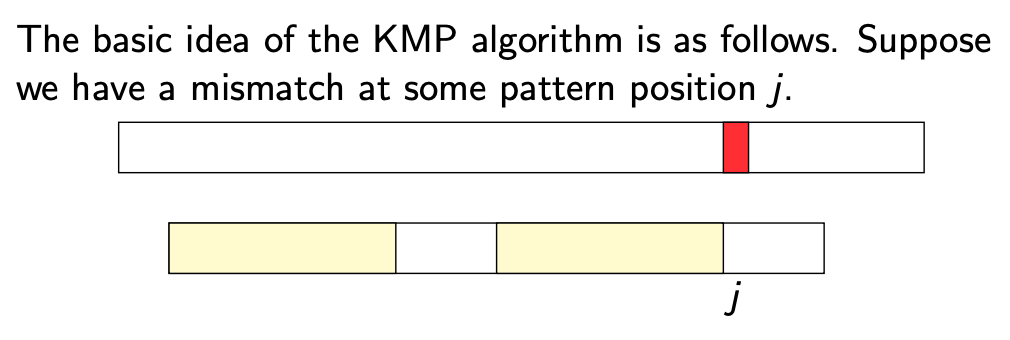 The basic idea of the KMP algorithm is as follows. Suppose
we have a mismatch at some pattern position j.
j